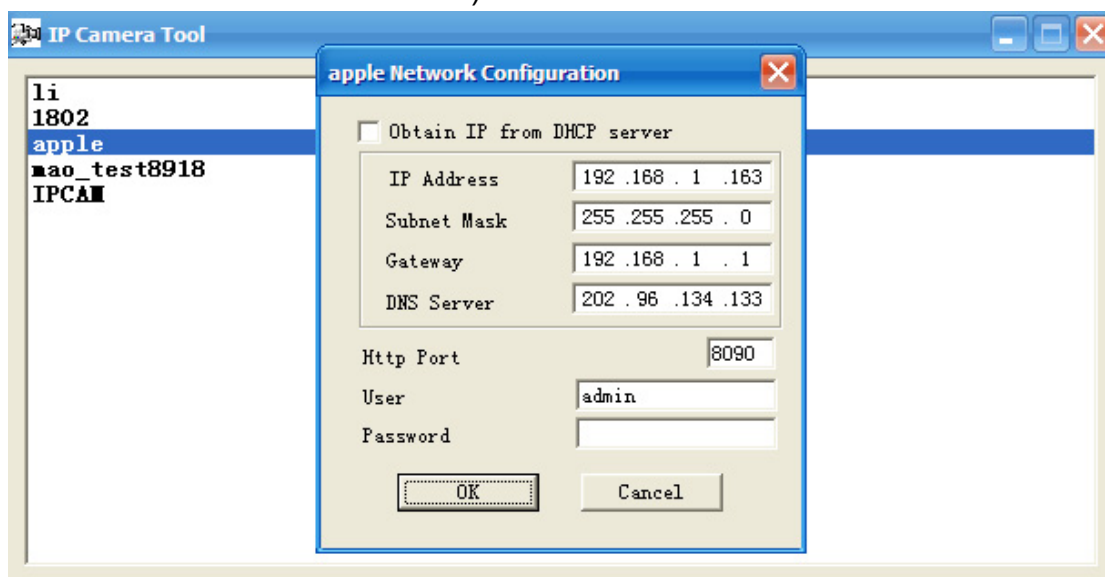 IP Camera Tool
apple Network Configuration
li
1802
apple
mao_test8918
IPCAM
Obtain IP from DHCP server
IP Address 192 .168 . 1 .163
Subnet Mask 255 .255 .255 . 0
Gateway 192 .168 . 1 . 1
DNS Server 202 . 96 .134 .133
Http Port 8090
User admin
Password
OK Cancel